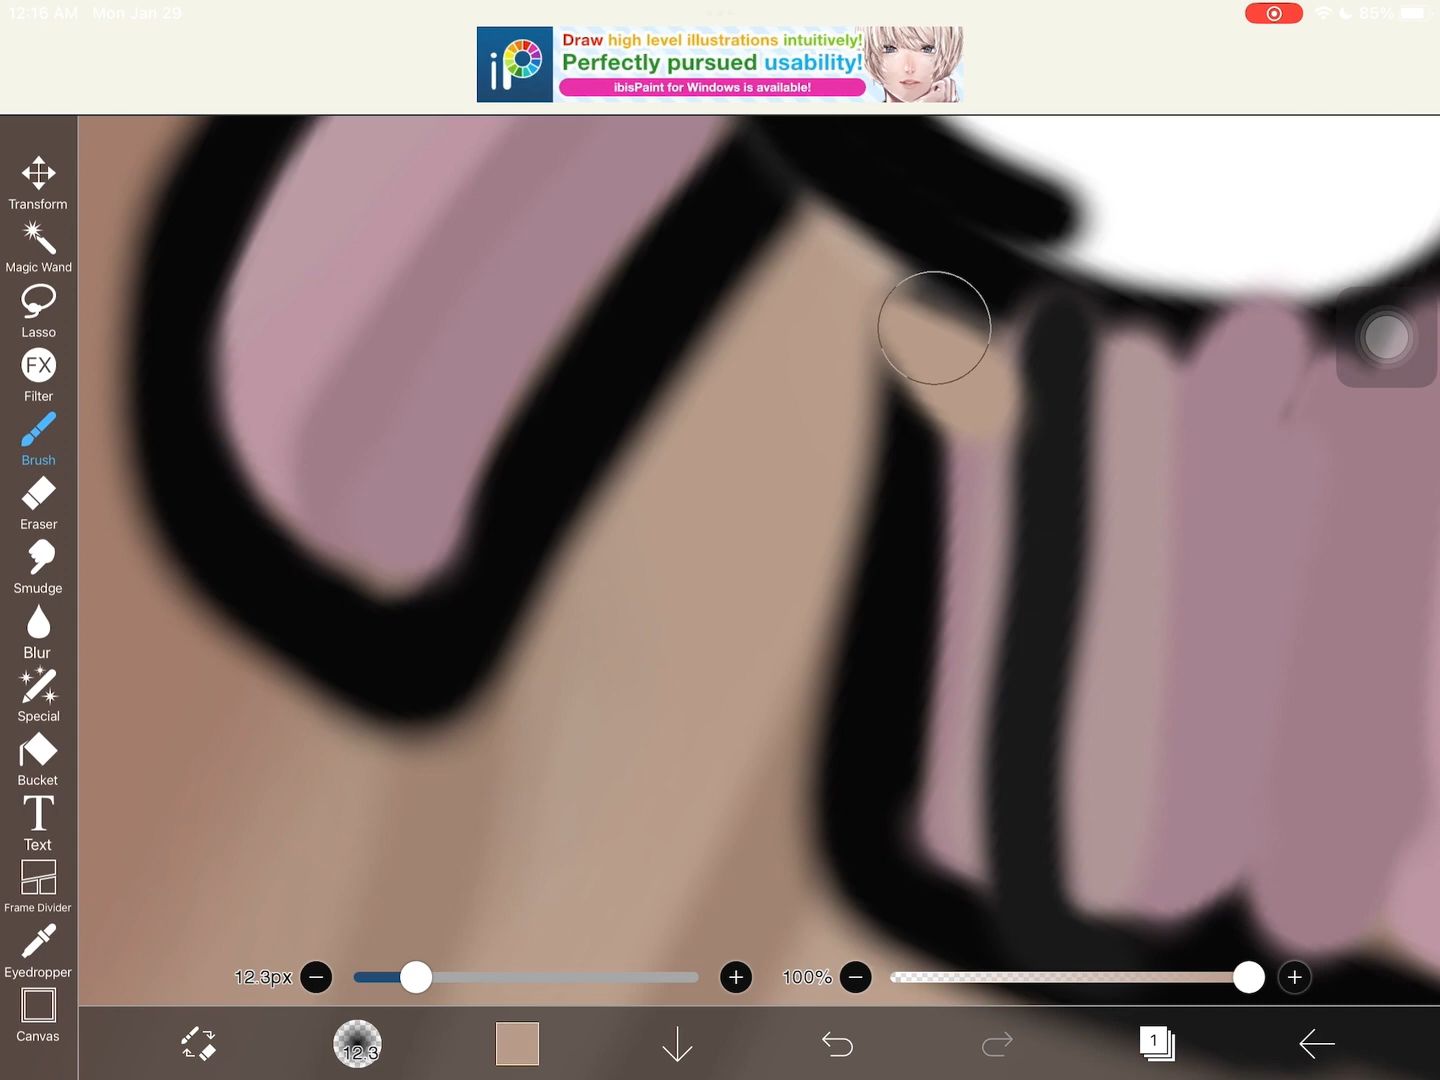 12:16 AM Mon Jan 29
85%
iP
Draw high level illustrations intuitively!
Perfectly pursued usability!
ibisPaint for Windows is available!
Transform
Magic Wand
Lasso
FX
Filter
Brush
Eraser
Smudge
Blur
Special
Bucket
T
Text
Frame Divider
Eyedropper
Canvas
12.3px
100%
12.3
1